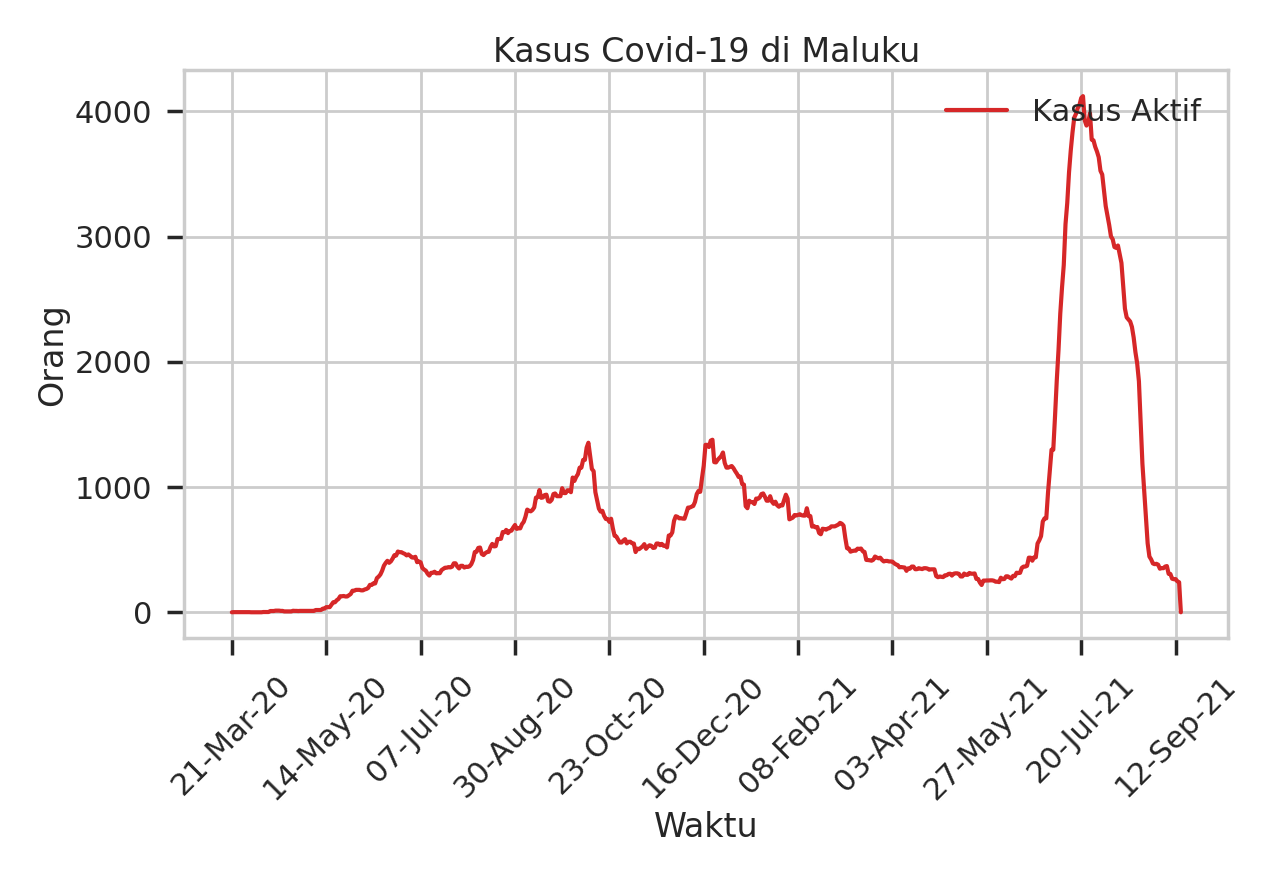 Kasus Covid-19 di Maluku
Kasus Aktif
Orang
4000
3000
2000
1000
0
21-Mar-20
14-May-20
07-Jul-20
30-Aug-20
23-Oct-20
16-Dec-20
08-Feb-21
03-Apr-21
27-May-21
20-Jul-21
12-Sep-21
Waktu